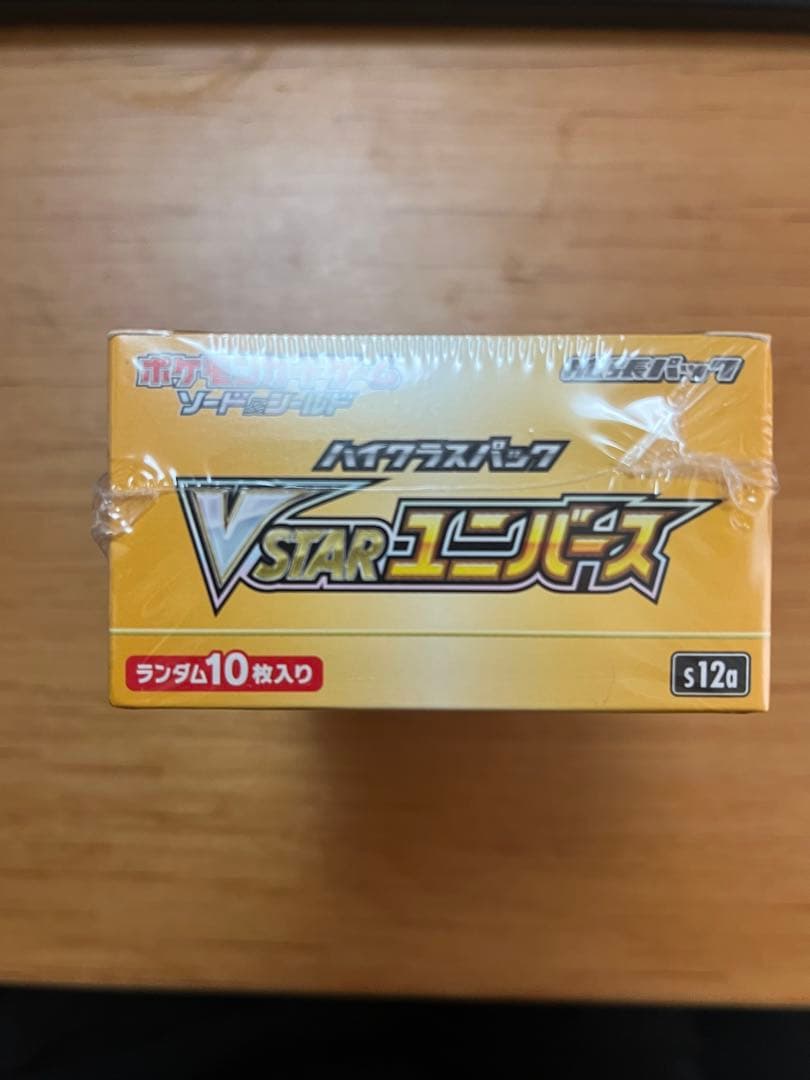 ポケモンカードゲーム
ソード&シールド
拡張パック
ハイクラスパック
VSTARユニバース
ランダム10枚入り
s12a